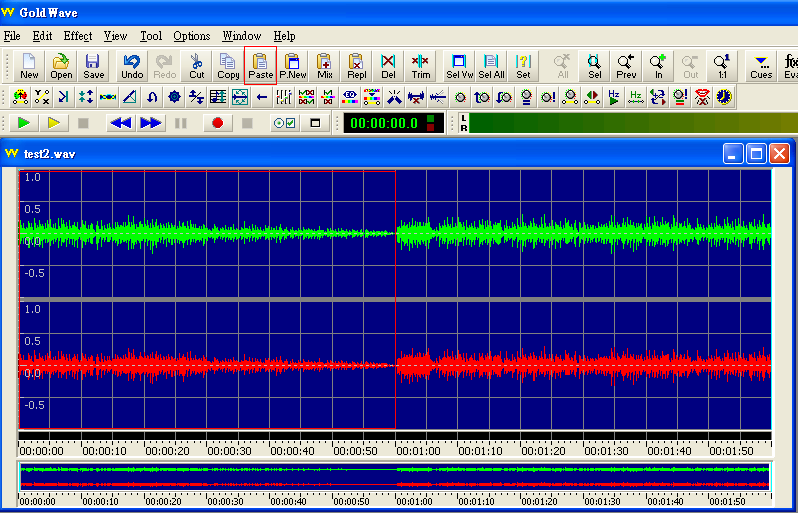 GoldWave
File Edit Effect View Tool Options Window Help
New Open Save Undo Redo Cut Copy Paste P.New Mix Repl Del Trim Sel Vw Sel All Set All Sel Prev In Out 1:1 Cues
00:00:00.0
L
R
test2.wav
1.0
0.5
0.0
-0.5
1.0
0.5
0.0
-0.5
00:00:00 00:00:10 00:00:20 00:00:30 00:00:40 00:00:50 00:01:00 00:01:10 00:01:20 00:01:30 00:01:40 00:01:50
00:00:00 00:00:10 00:00:20 00:00:30 00:00:40 00:00:50 00:01:00 00:01:10 00:01:20 00:01:30 00:01:40 00:01:50